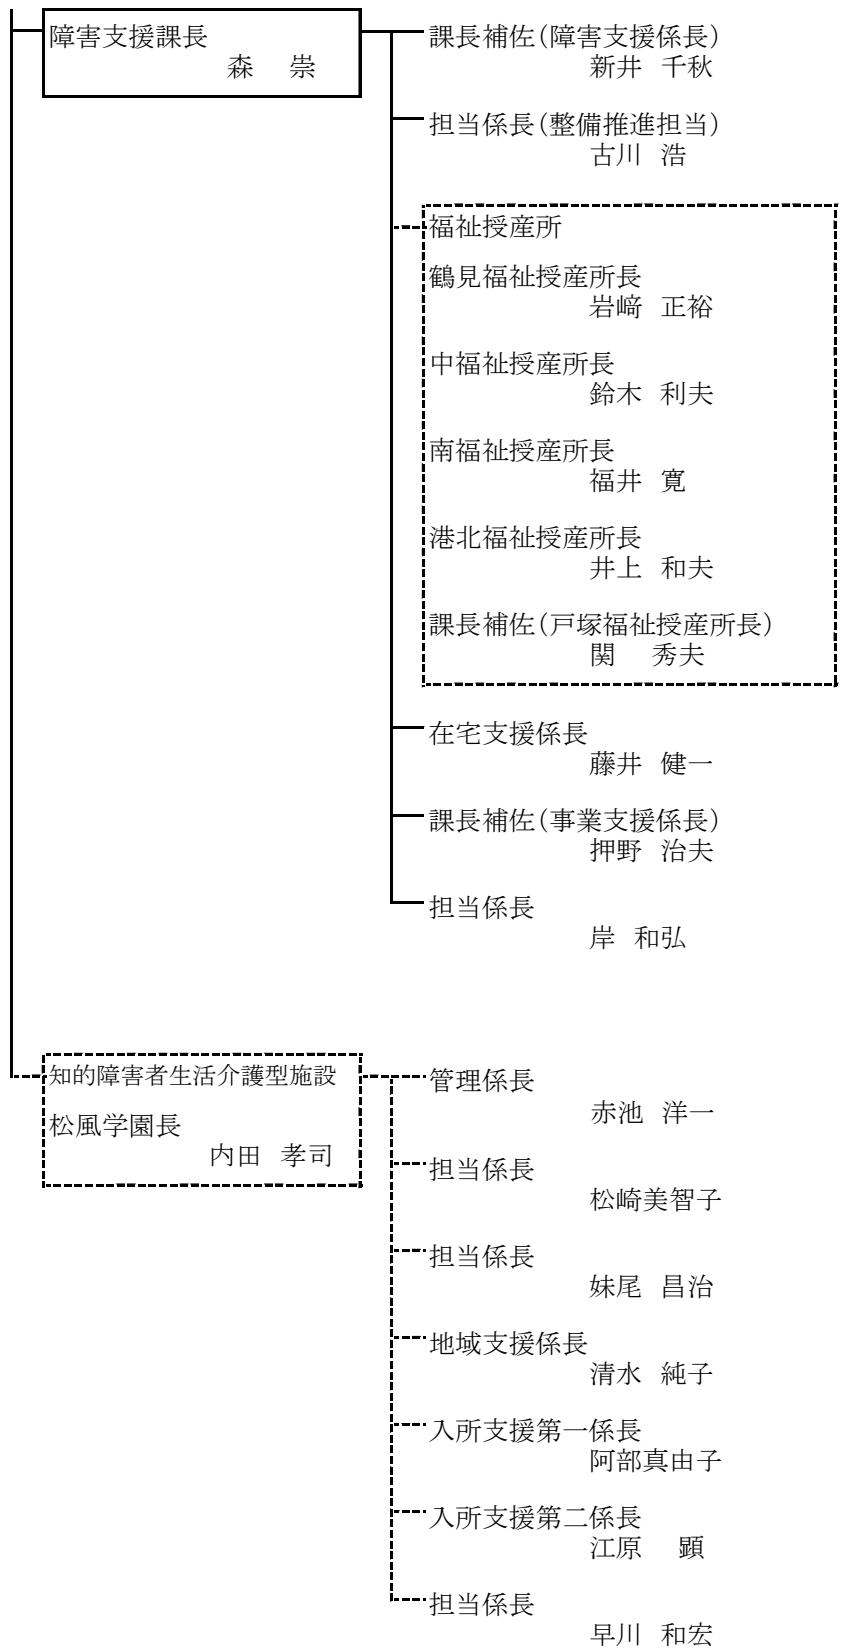 障害支援課長
森　崇
課長補佐(障害支援係長)
新井　千秋
担当係長(整備推進担当)
古川　浩
福祉授産所
鶴見福祉授産所長
岩﨑　正裕
中福祉授産所長
鈴木　利夫
南福祉授産所長
福井　寛
港北福祉授産所長
井上　和夫
課長補佐(戸塚福祉授産所長)
関　秀夫
在宅支援係長
藤井　健一
課長補佐(事業支援係長)
押野　治夫
担当係長
岸　和弘
知的障害者生活介護型施設
松風学園長
内田　孝司
管理係長
赤池　洋一
担当係長
松崎美智子
担当係長
妹尾　昌治
地域支援係長
清水　純子
入所支援第一係長
阿部真由子
入所支援第二係長
江原　顕
担当係長
早川　和宏